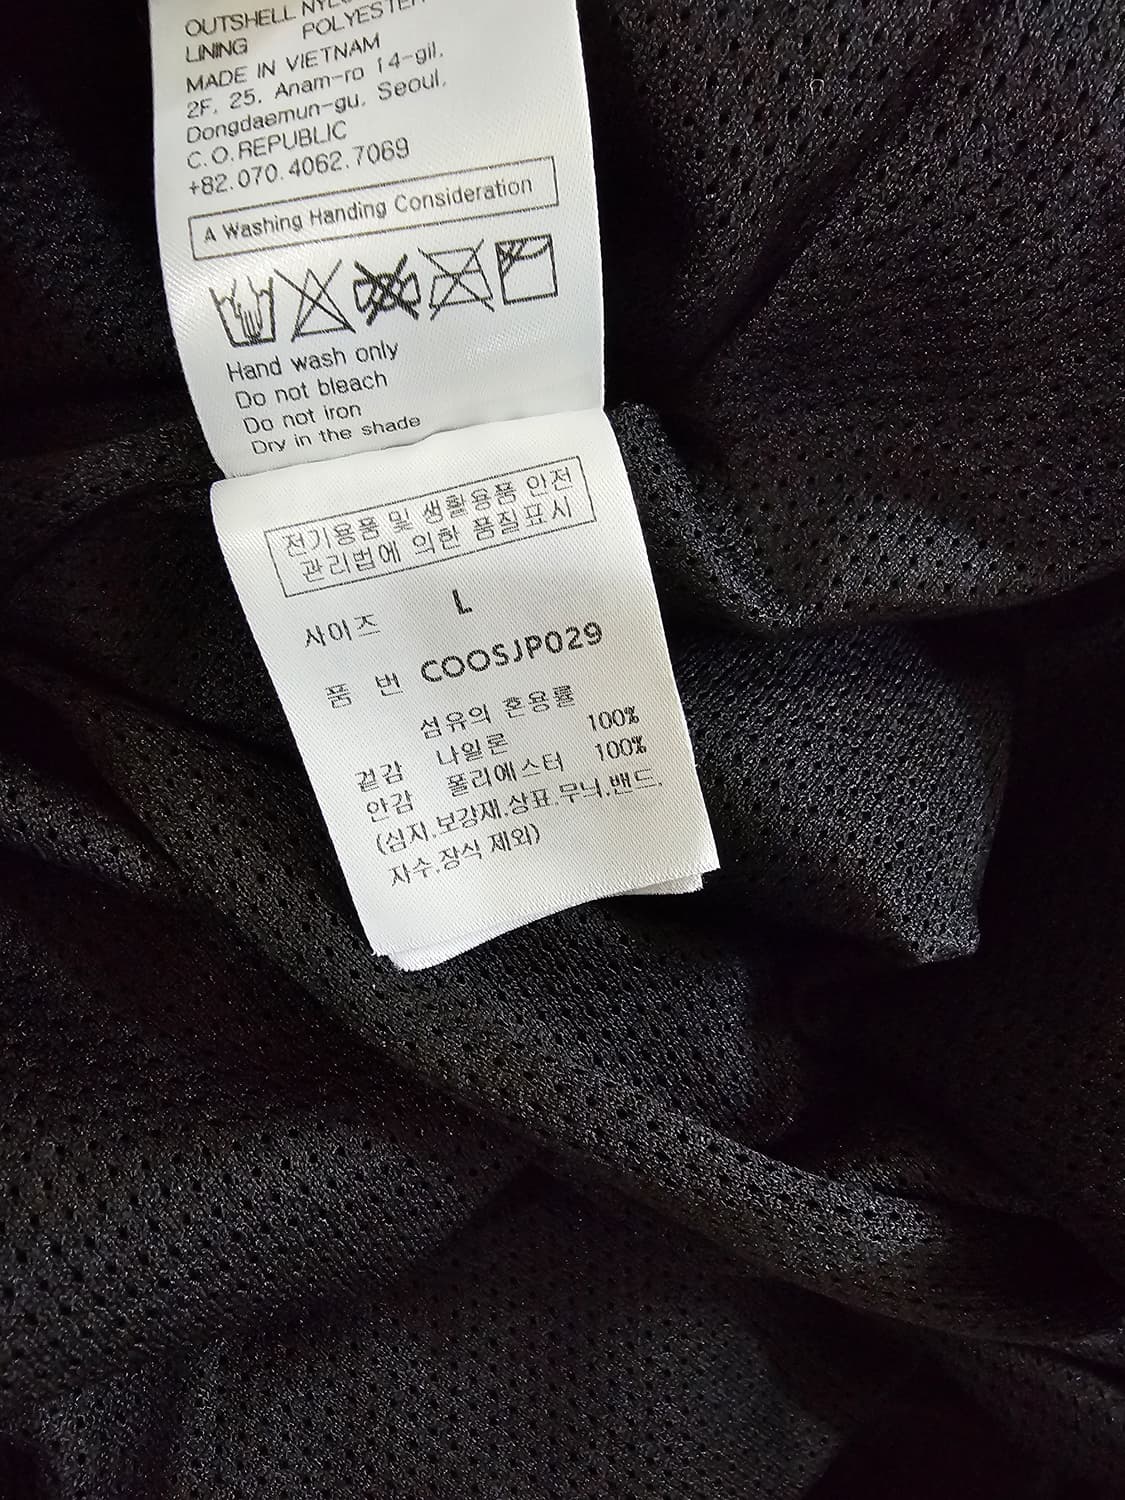 OUTSHELL
LINING POLYESTER
MADE IN VIETNAM
2F, 25, Anam-ro 14-gil,
Dongdaemun-gu, Seoul,
C.O.REPUBLIC
+82.070.4062.7069
A Washing Handing Consideration
Hand wash only
Do not bleach
Do not iron
Dry in the shade
전기용품 및 생활용품 안전
관리법에 의한 품질표시
사이즈 L
품 번 COOSJP029
섬유의 혼용률
겉감 나일론 100%
안감 폴리에스터 100%
(심지,보강재,상표,무늬,밴드,
자수,장식 제외)